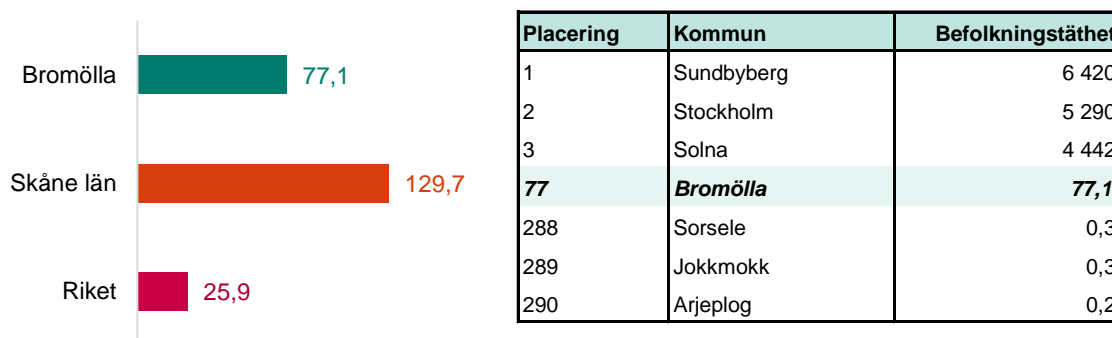 Bromölla 77,1
Skåne län 129,7
Riket 25,9
Placering Kommun Befolkningstäthet
1 Sundbyberg 6 420
2 Stockholm 5 290
3 Solna 4 442
77 Bromölla 77,1
288 Sorsele 0,3
289 Jokkmokk 0,3
290 Arjeplog 0,2